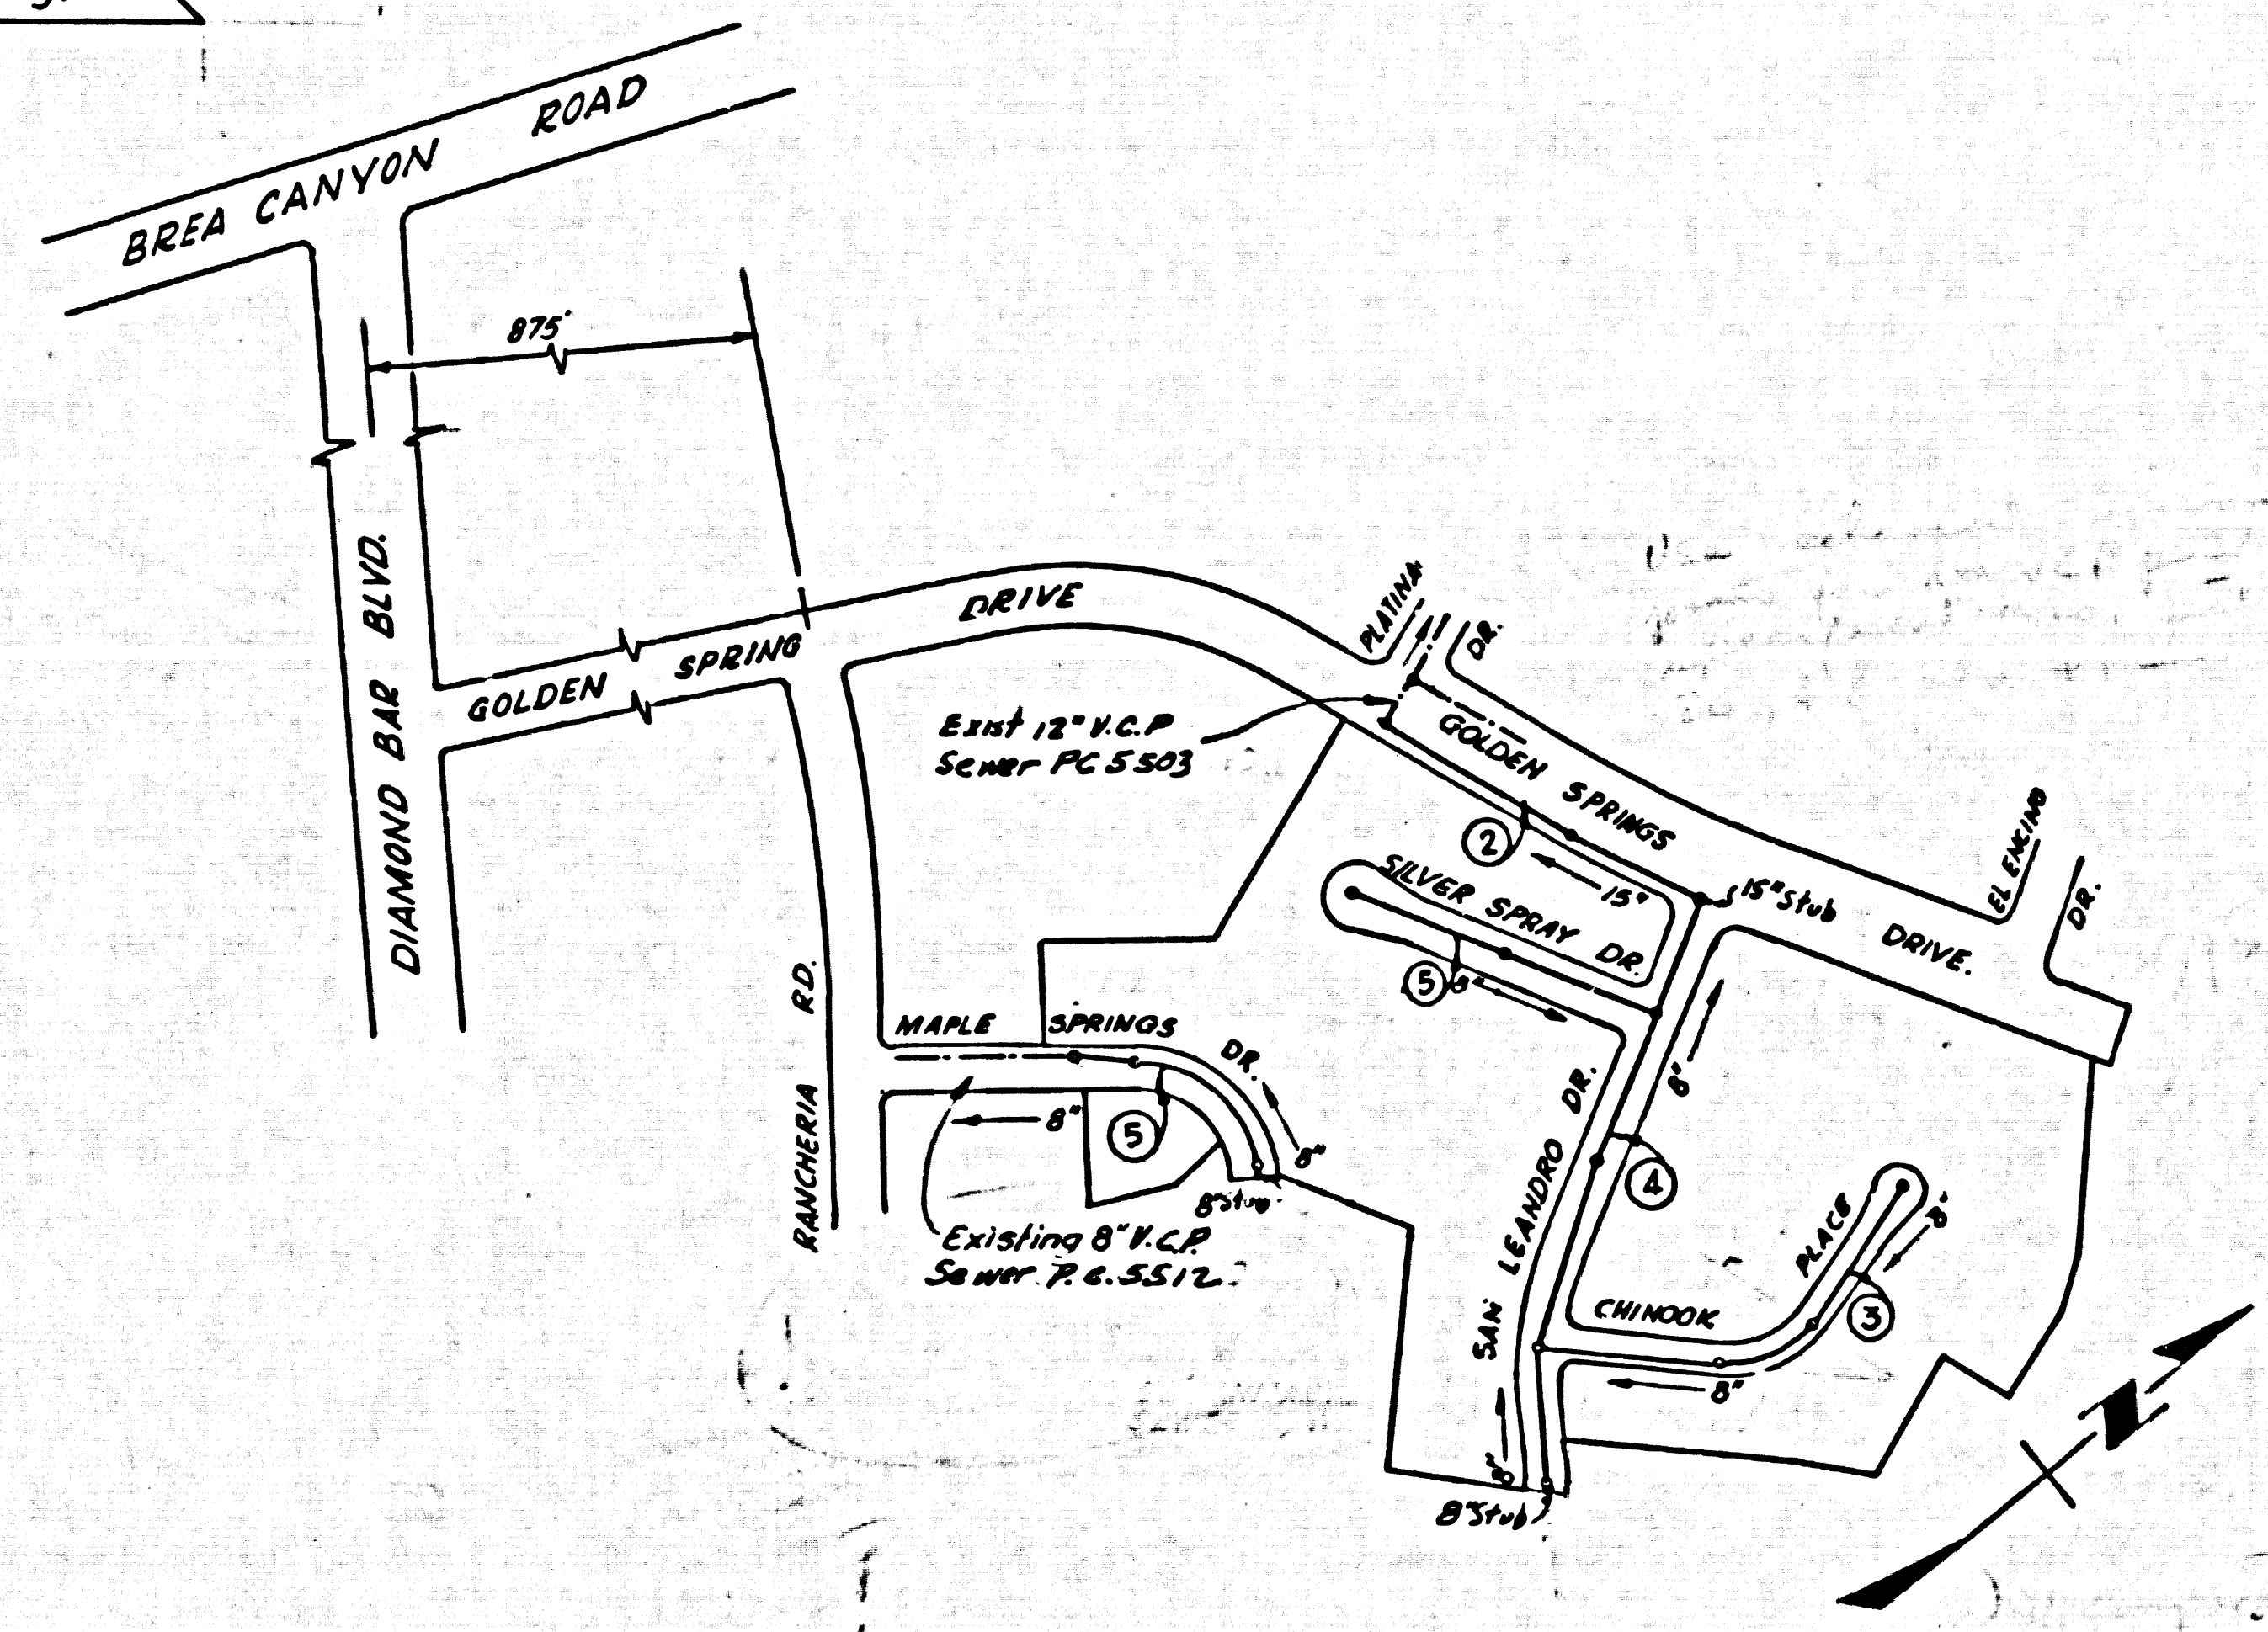 BREA CANYON ROAD
875'
DIAMOND BAR BLVD.
GOLDEN SPRING DRIVE
PLATINA DR.
Exist 12" V.C.P
Sewer PC 5503
GOLDEN SPRINGS DRIVE.
EL ENCINO DR.
2
15"
15" Stub
SILVER SPRAY DR.
5
8"
RANCHERIA RD.
MAPLE SPRINGS DR.
8"
5
8"
8" Stub
Existing 8" V.C.P.
Sewer P.C. 5512
SAN LEANDRO DR.
8"
4
CHINOOK PLACE
8"
3
8"
8"
8" Stub